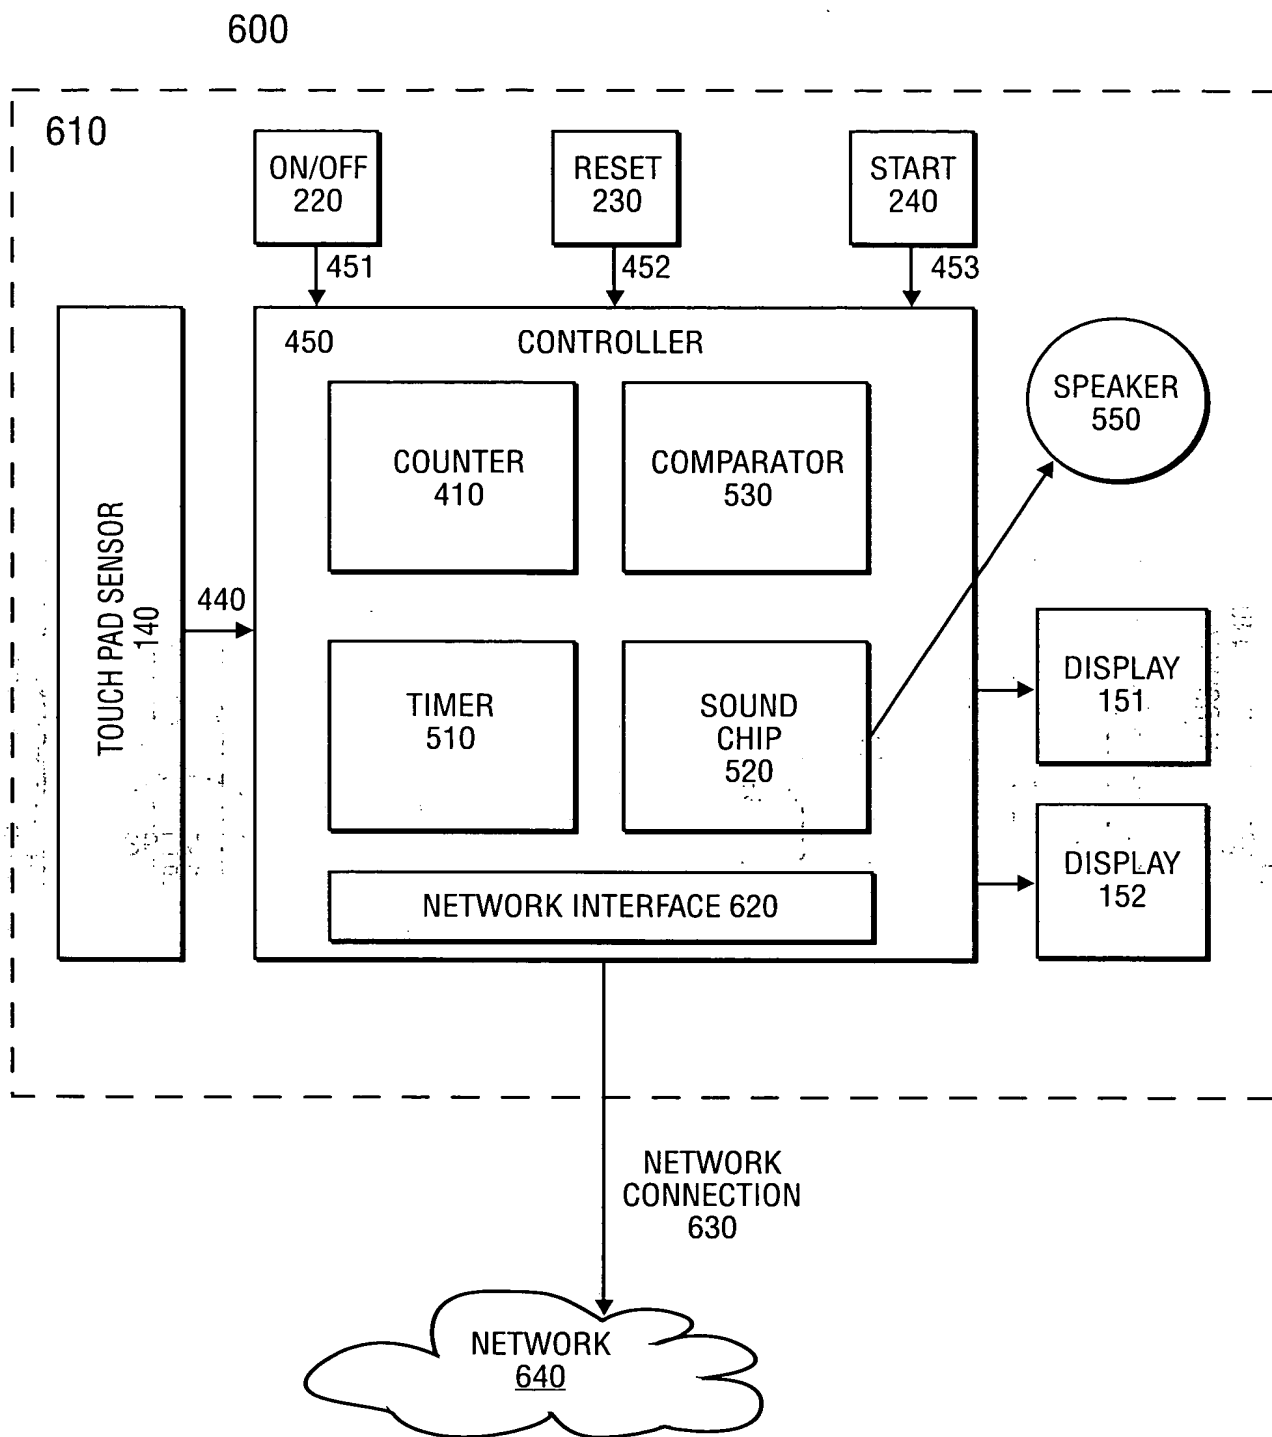 600
610
ON/OFF
220
RESET
230
START
240
451
452
453
450
CONTROLLER
COUNTER
410
COMPARATOR
530
SPEAKER
550
TOUCH PAD SENSOR
140
440
TIMER
510
SOUND
CHIP
520
DISPLAY
151
DISPLAY
152
NETWORK INTERFACE 620
NETWORK
CONNECTION
630
NETWORK
640